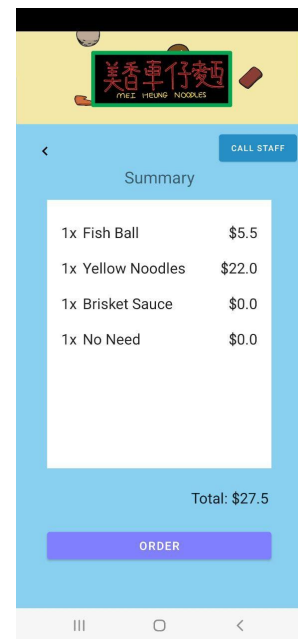 美香車仔麵
MEI HEUNG NOODLES
CALL STAFF
Summary
1x Fish Ball $5.5
1x Yellow Noodles $22.0
1x Brisket Sauce $0.0
1x No Need $0.0
Total: $27.5
ORDER